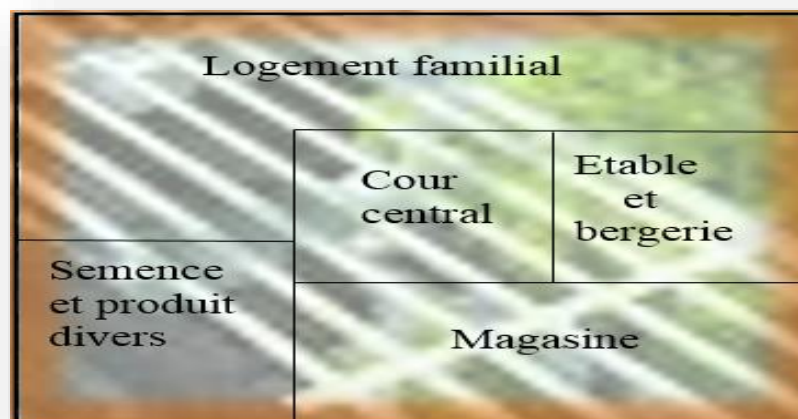 Logement familial
Cour
central
Etable
et
bergerie
Semence
et produit
divers
Magasine